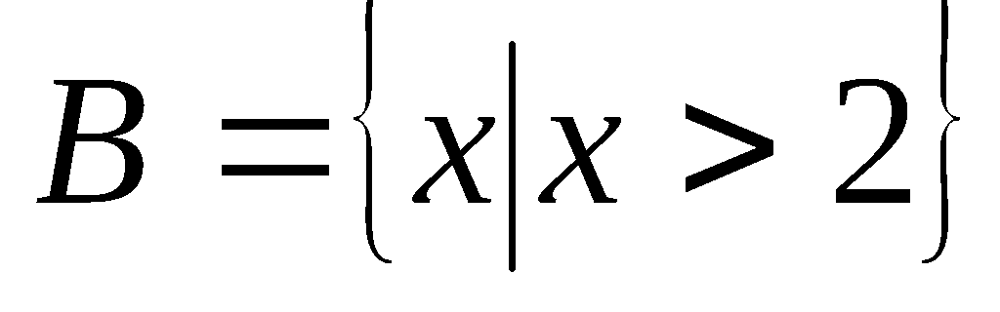 B = {x|x > 2}